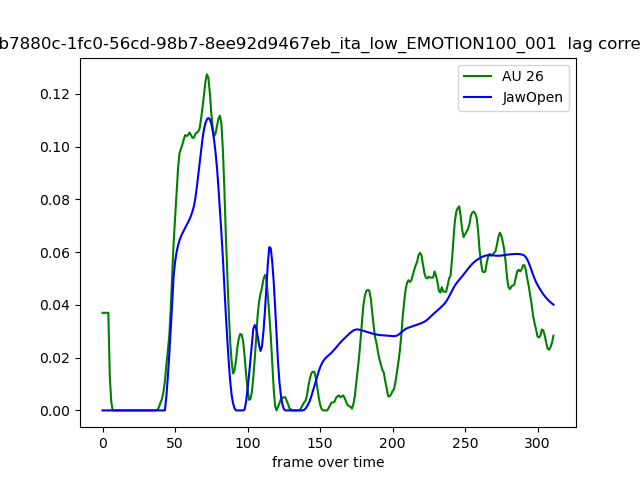 b7880c-1fc0-56cd-98b7-8ee92d9467eb_ita_low_EMOTION100_001 lag corre
AU 26
JawOpen
0.12
0.10
0.08
0.06
0.04
0.02
0.00
0 50 100 150 200 250 300
frame over time